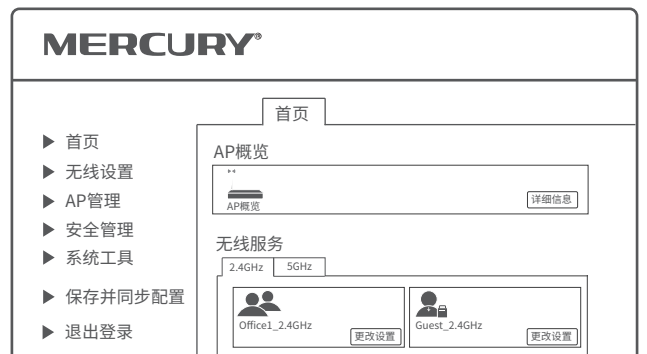 MERCURY®
首页
首页
无线设置
AP管理
安全管理
系统工具
保存并同步配置
退出登录
AP概览
AP概览
详细信息
无线服务
2.4GHz 5GHz
Office1_2.4GHz
更改设置
Guest_2.4GHz
更改设置